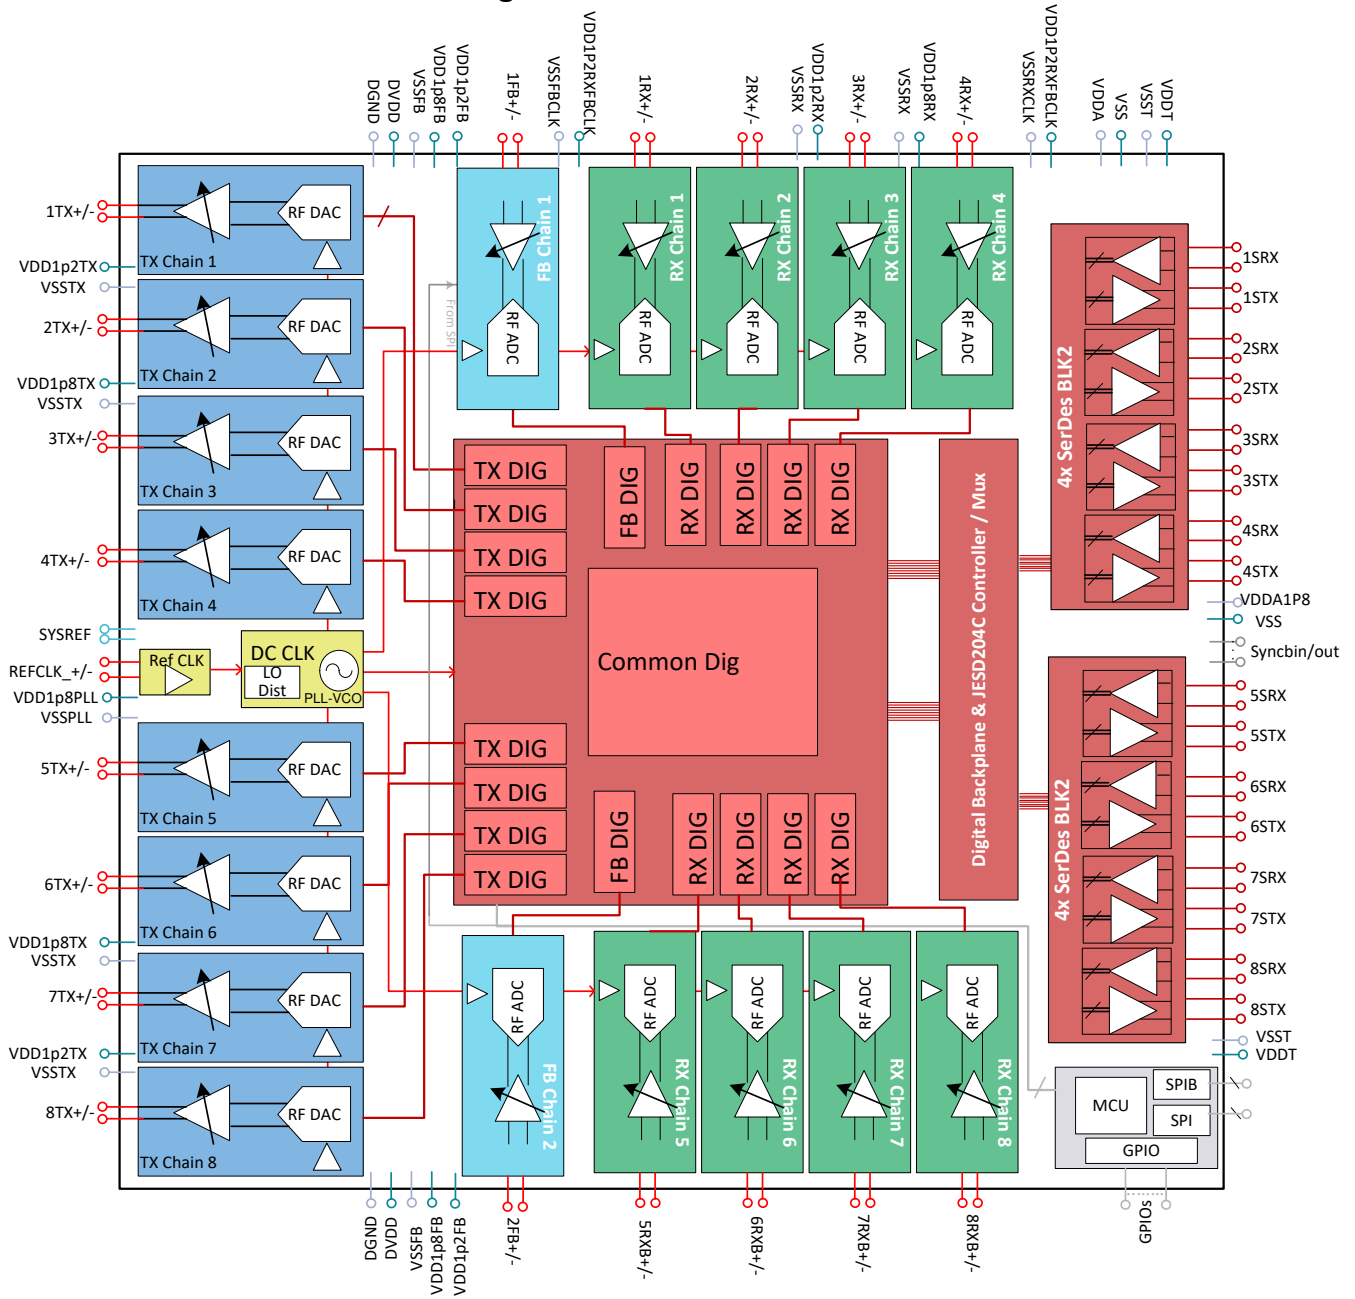 DGND
DVDD
VSSFB
VDD1p8FB
VDD1p2FB
1FB+/-
VSSFBCLK
VDD1P2RXFBCLK
1RX+/-
2RX+/-
VSSRX
VDD1p2RX
3RX+/-
VSSRX
VDD1p8RX
4RX+/-
VSSRXCLK
VDD1P2RXFBCLK
VDDA
VSS
VSST
VDDT
1TX+/-
VDD1p2TX
VSSTX
2TX+/-
VDD1p8TX
VSSTX
3TX+/-
4TX+/-
SYSREF
REFCLK_+/-
VDD1p8PLL
VSSPLL
5TX+/-
6TX+/-
VDD1p8TX
VSSTX
7TX+/-
VDD1p2TX
VSSTX
8TX+/-
RF DAC
TX Chain 1
RF DAC
TX Chain 2
RF DAC
TX Chain 3
RF DAC
TX Chain 4
Ref CLK
DC CLK
LO
Dist
PLL-VCO
RF DAC
TX Chain 5
RF DAC
TX Chain 6
RF DAC
TX Chain 7
RF DAC
TX Chain 8
FB Chain 1
RF ADC
From SPI
RX Chain 1
RF ADC
RX Chain 2
RF ADC
RX Chain 3
RF ADC
RX Chain 4
RF ADC
TX DIG
TX DIG
TX DIG
TX DIG
FB DIG
RX DIG
RX DIG
RX DIG
RX DIG
Common Dig
TX DIG
TX DIG
TX DIG
TX DIG
FB DIG
RX DIG
RX DIG
RX DIG
RX DIG
Digital Backplane & JESD204C Controller / Mux
4x SerDes BLK2
4x SerDes BLK2
1SRX
1STX
2SRX
2STX
3SRX
3STX
4SRX
4STX
VDDA1P8
VSS
Syncbin/out
5SRX
5STX
6SRX
6STX
7SRX
7STX
8SRX
8STX
VSST
VDDT
RF ADC
FB Chain 2
RF ADC
RX Chain 5
RF ADC
RX Chain 6
RF ADC
RX Chain 7
RF ADC
RX Chain 8
MCU
SPIB
SPI
GPIO
DGND
DVDD
VSSFB
VDD1p8FB
VDD1p2FB
2FB+/-
5RXB+/-
6RXB+/-
7RXB+/-
8RXB+/-
GPIOS